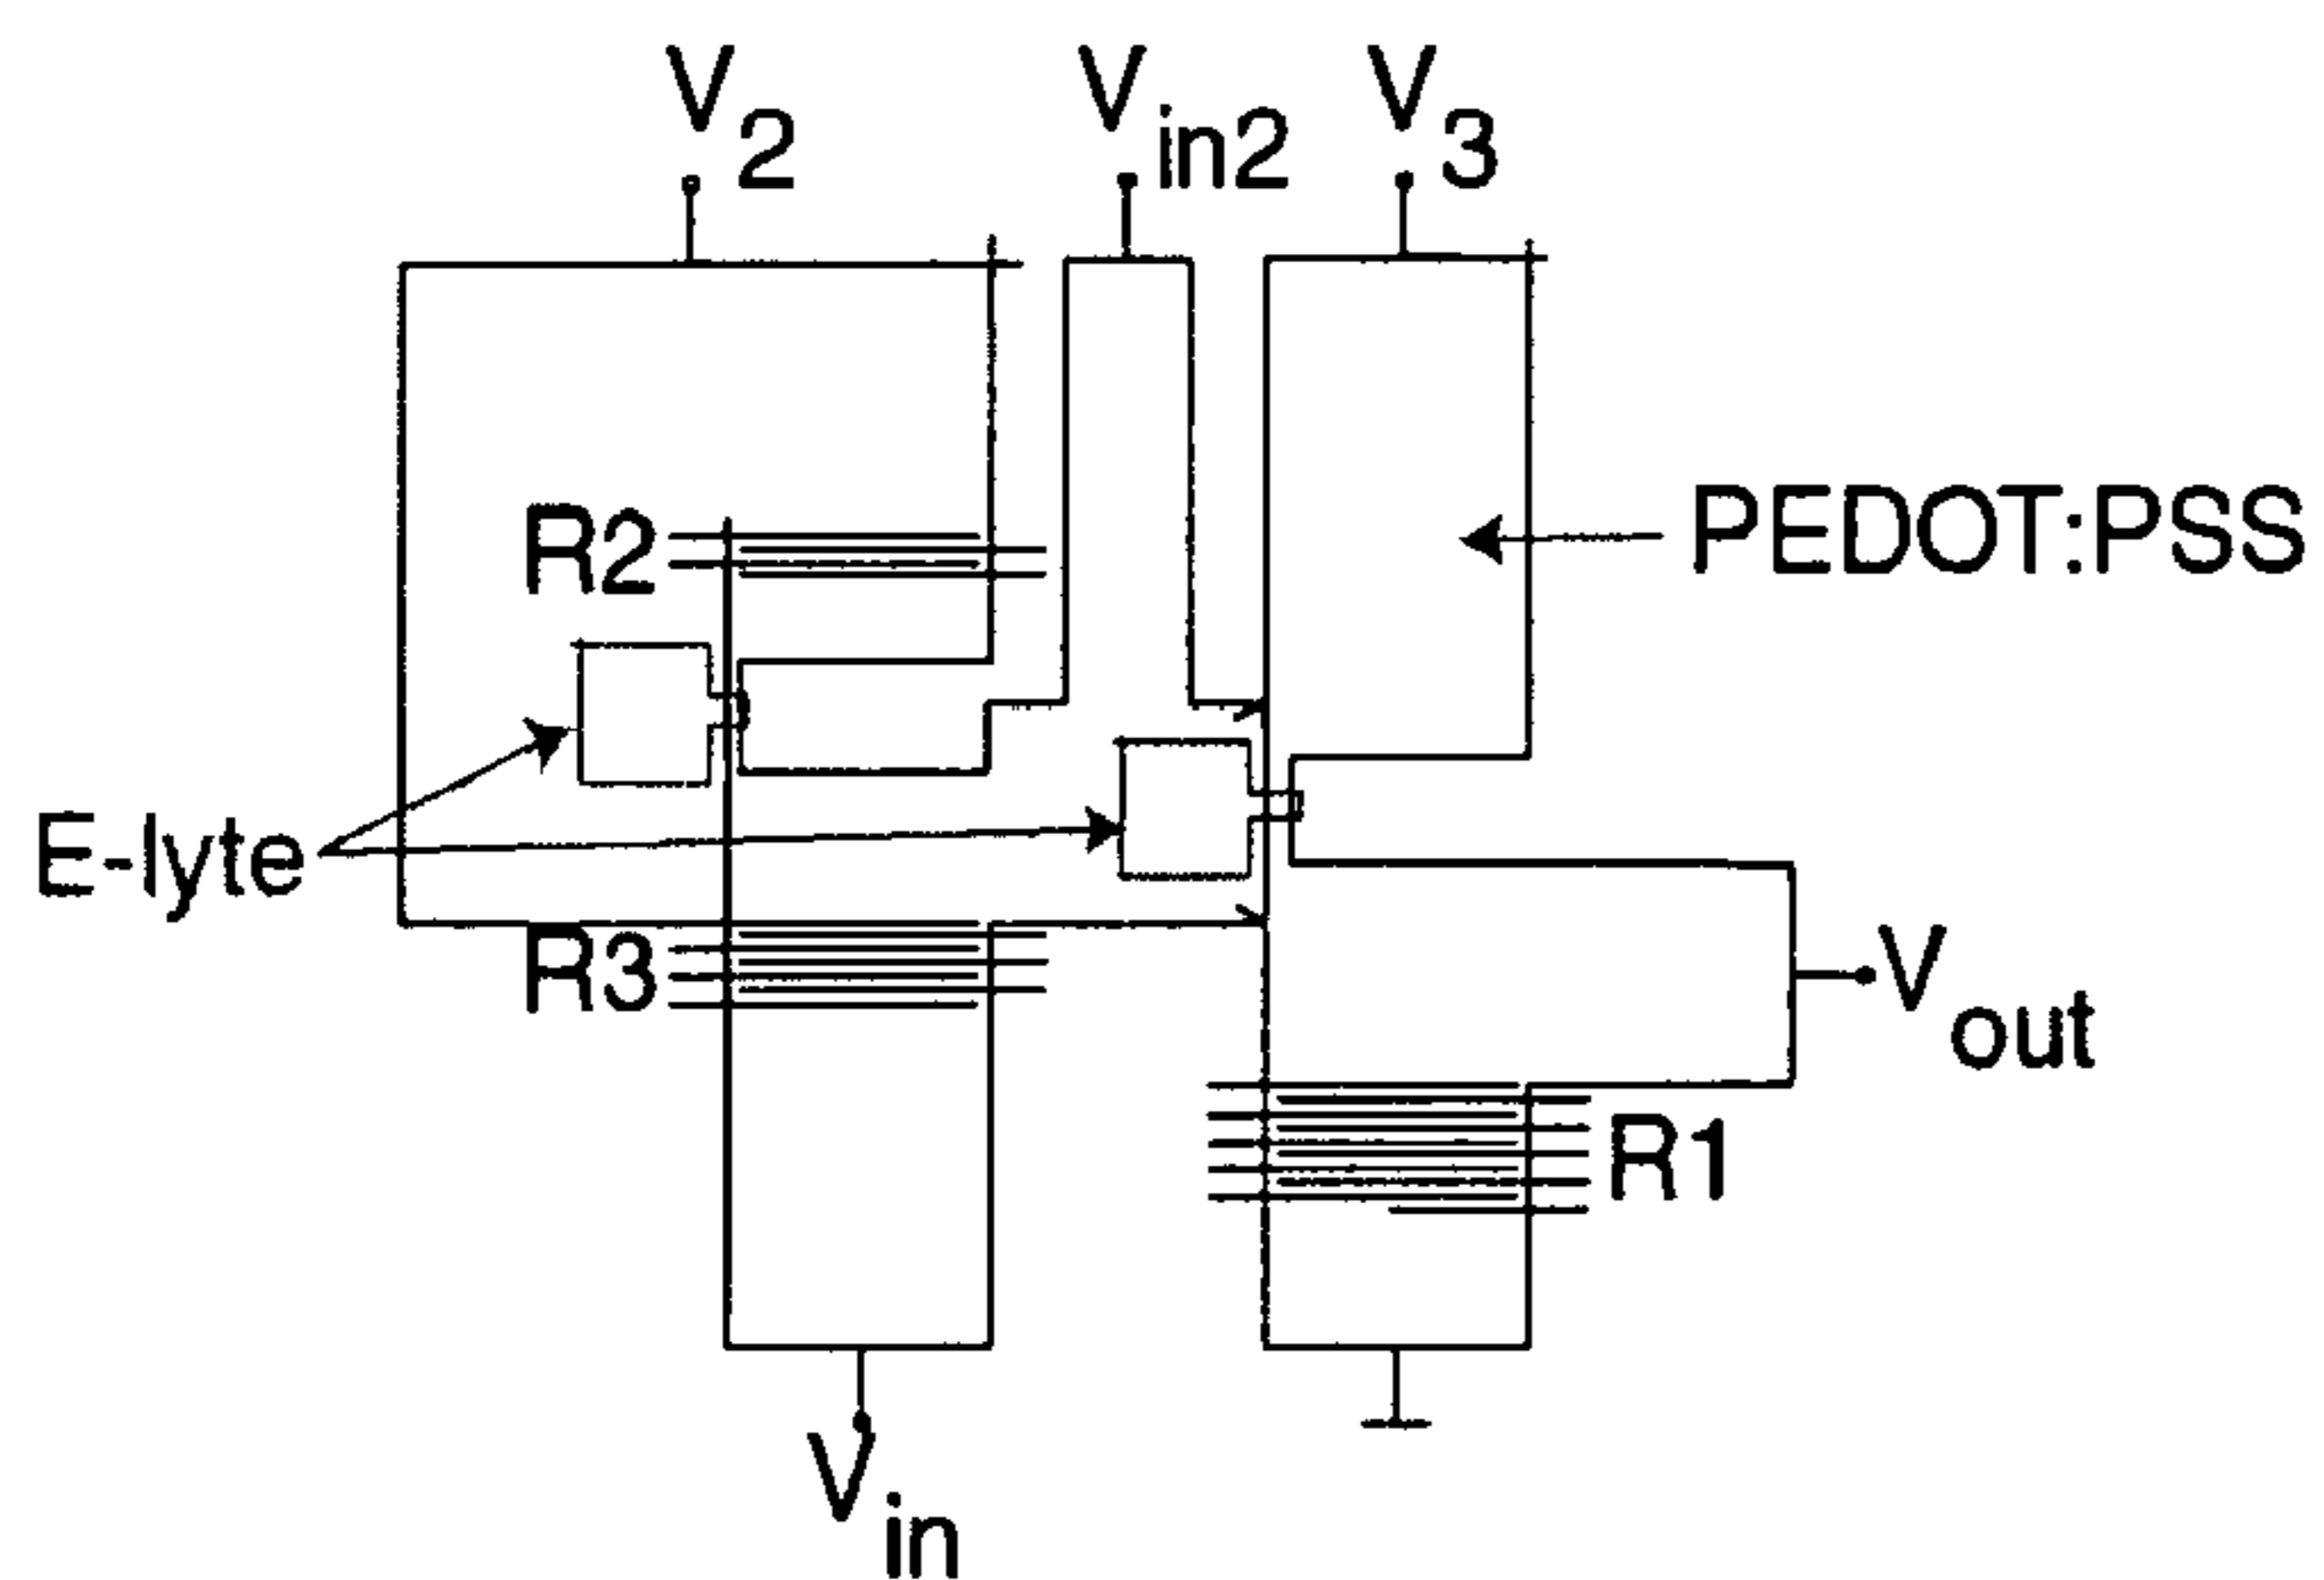 V2
Vin2
V3
R2
PEDOT:PSS
E-lyte
R3
Vout
R1
Vin